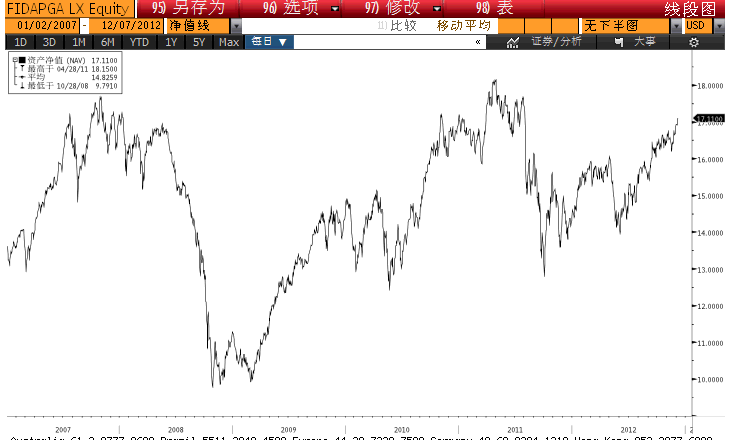 FIDAPGA LX Equity 95) 另存为 96) 选项 97) 修改 98) 表 线段图
01/02/2007 - 12/07/2012 净值线 比较 移动平均 无下半图 USD
1D 3D 1M 6M YTD 1Y 5Y Max 每日 ▼ « 证券/分析 大事
资产净值 (NAV) 17.1100
最高于 04/28/11 18.1500
平均 14.8259
最低于 10/28/08 9.7910
18.0000
17.1100
17.0000
16.0000
15.0000
14.0000
13.0000
12.0000
11.0000
10.0000
2007 2008 2009 2010 2011 2012 2